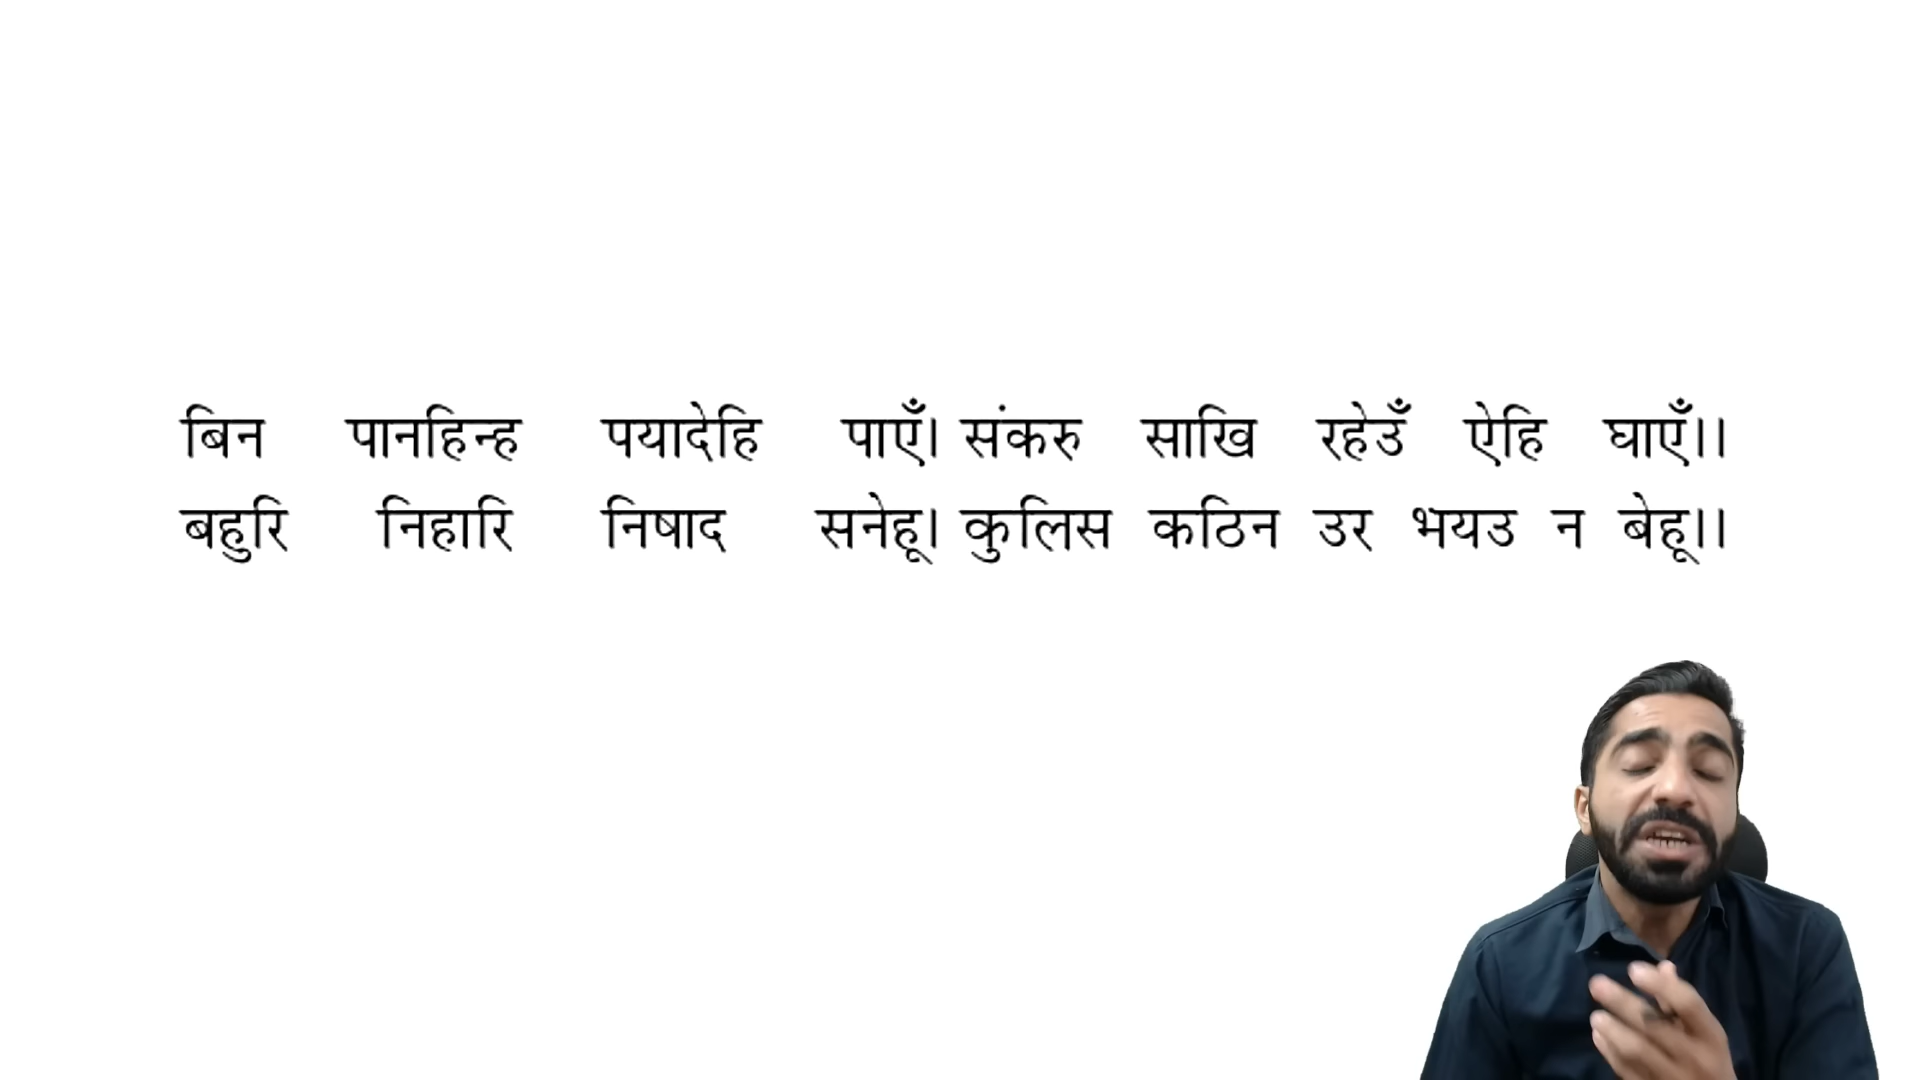 बिन पानहिन्ह पयादेहि पाएँ। संकरु साखि रहेउँ ऐहि घाएँ।।
बहुरि निहारि निषाद सनेहू। कुलिस कठिन उर भयउ न बेहू।।